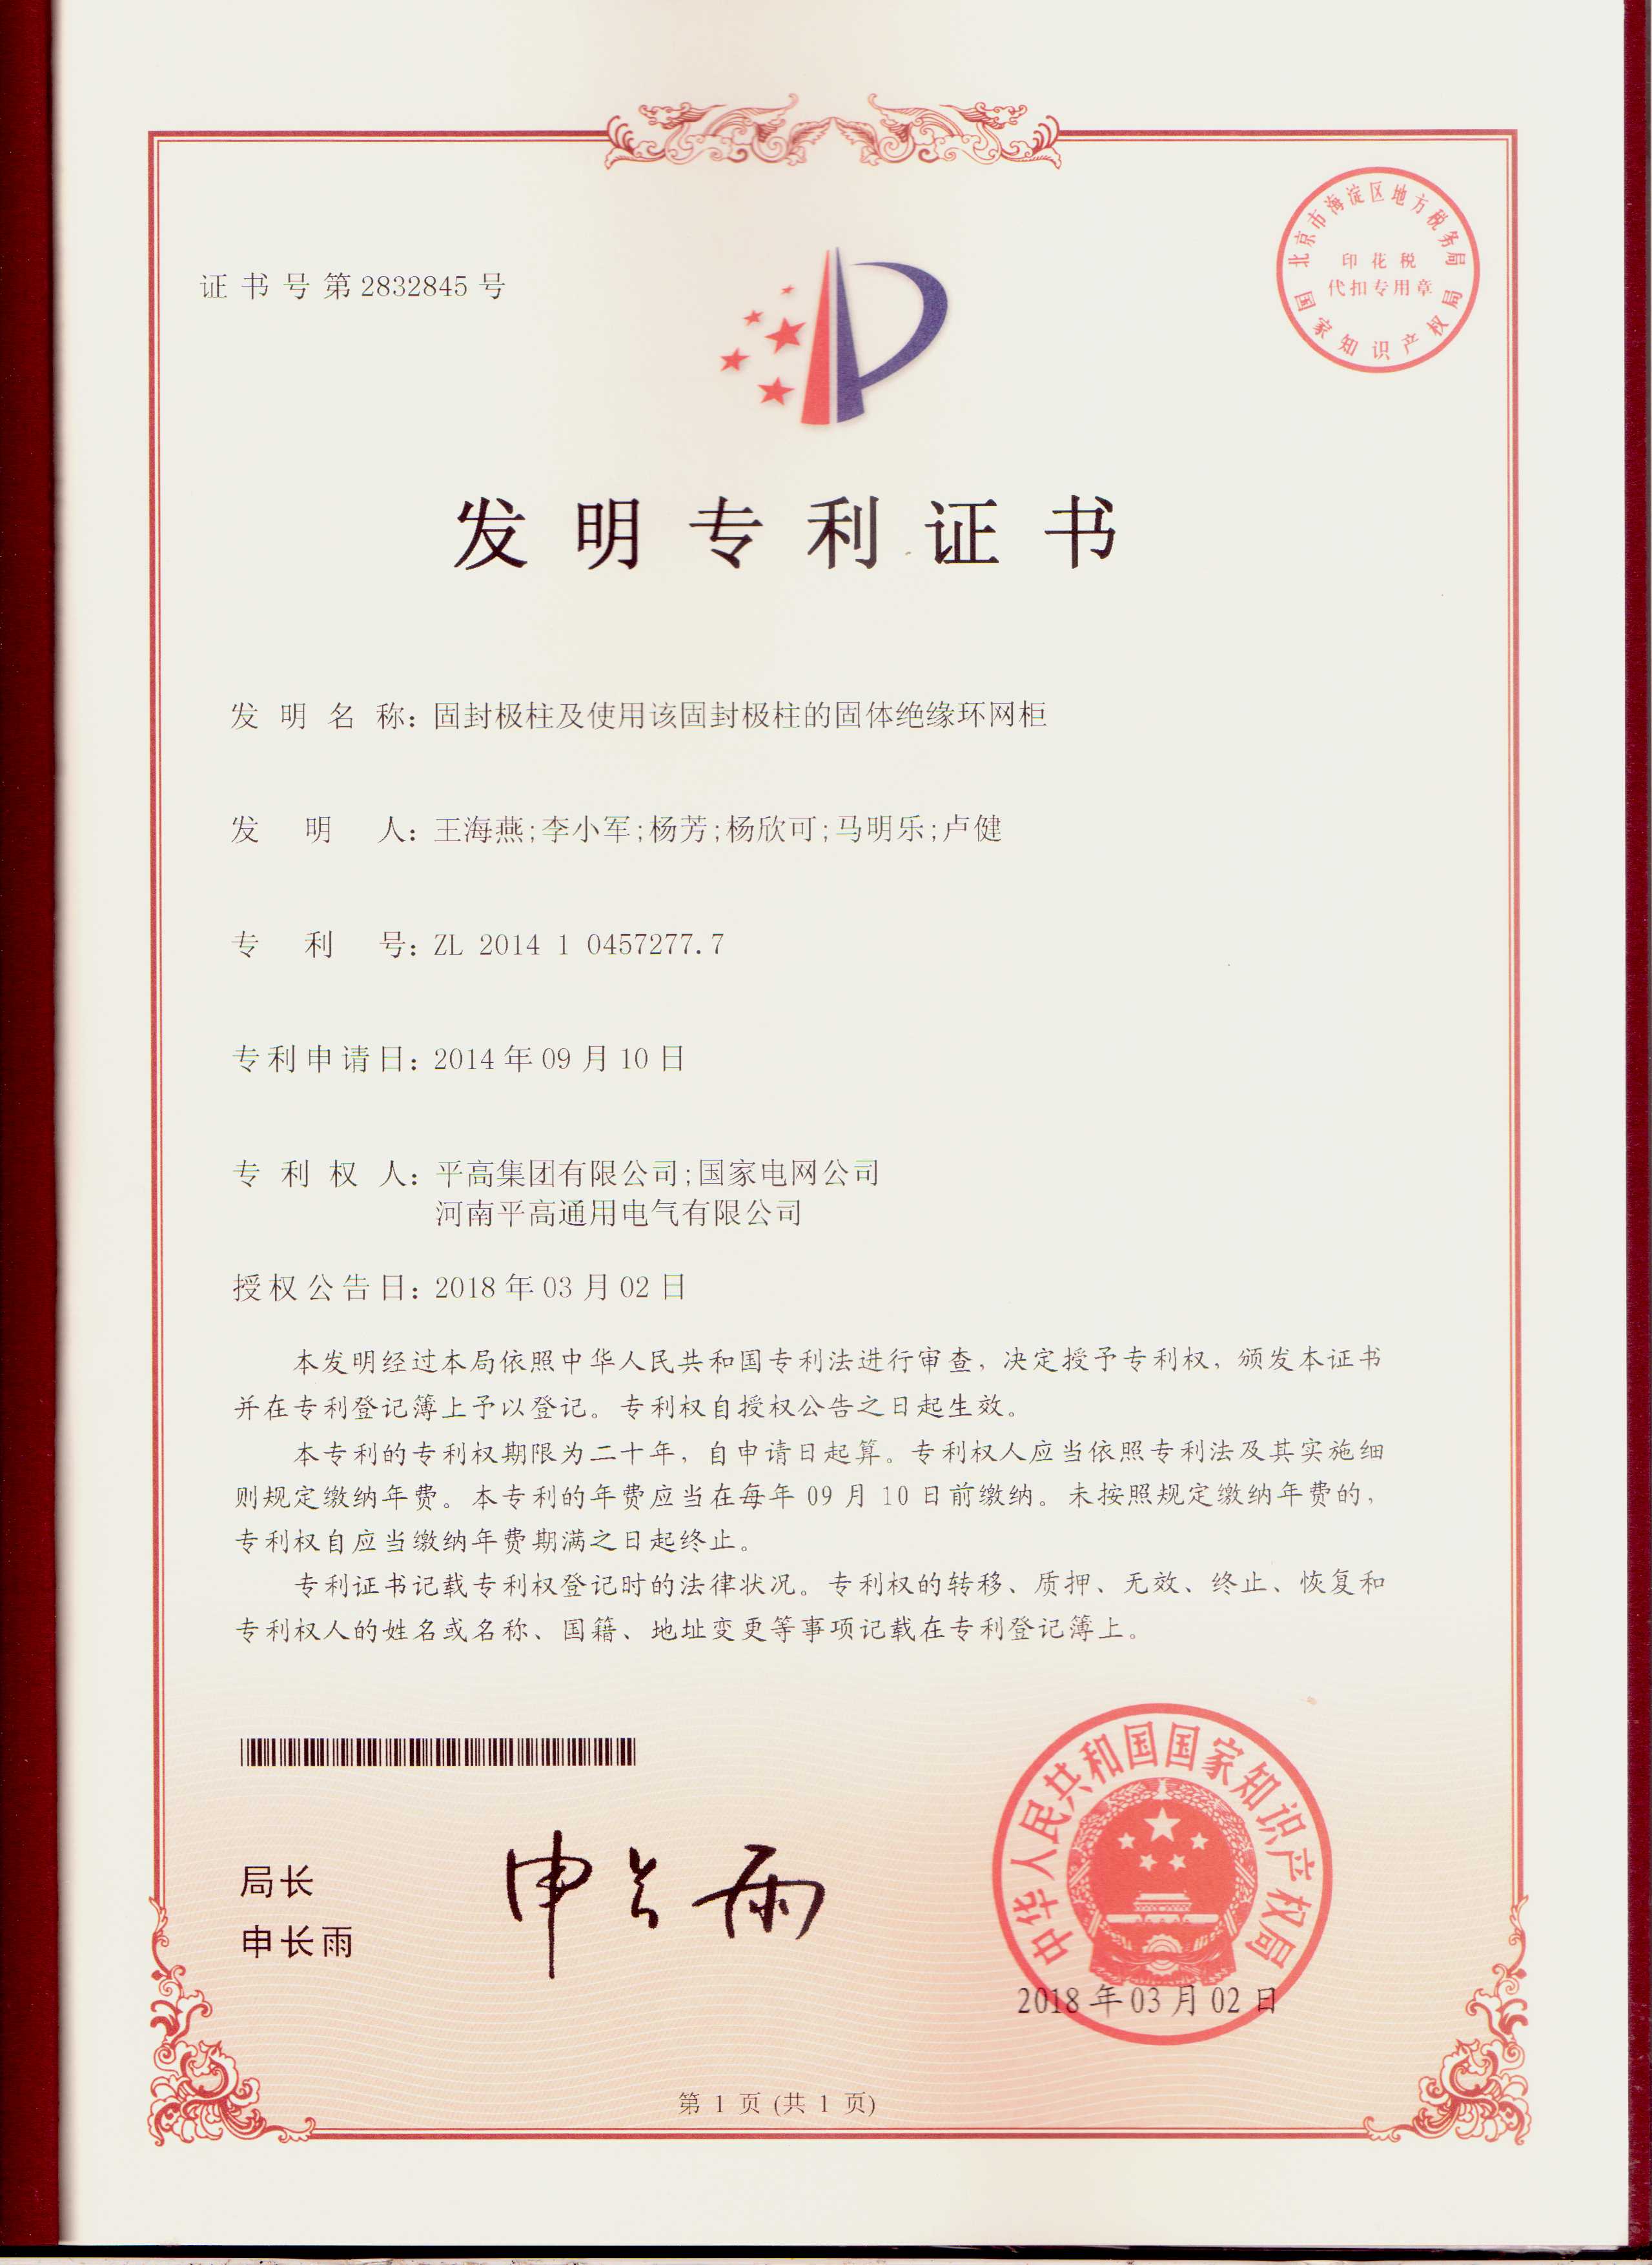 证书号第2832845号
北京市海淀区地方税务局
印花税
代扣专用章
国家知识产权局
发明专利证书
发明名称：固封极柱及使用该固封极柱的固体绝缘环网柜
发明人：王海燕;李小军;杨芳;杨欣可;马明乐;卢健
专利号：ZL 2014 1 0457277.7
专利申请日：2014年09月10日
专利权人：平高集团有限公司;国家电网公司
河南平高通用电气有限公司
授权公告日：2018年03月02日
本发明经过本局依照中华人民共和国专利法进行审查，决定授予专利权，颁发本证书
并在专利登记簿上予以登记。专利权自授权公告之日起生效。
本专利的专利权期限为二十年，自申请日起算。专利权人应当依照专利法及其实施细
则规定缴纳年费。本专利的年费应当在每年09月10日前缴纳。未按照规定缴纳年费的，
专利权自应当缴纳年费期满之日起终止。
专利证书记载专利权登记时的法律状况。专利权的转移、质押、无效、终止、恢复和
专利权人的姓名或名称、国籍、地址变更等事项记载在专利登记簿上。
局长
申长雨
申长雨
中华人民共和国国家知识产权局
2018年03月02日
第 1 页 (共 1 页)